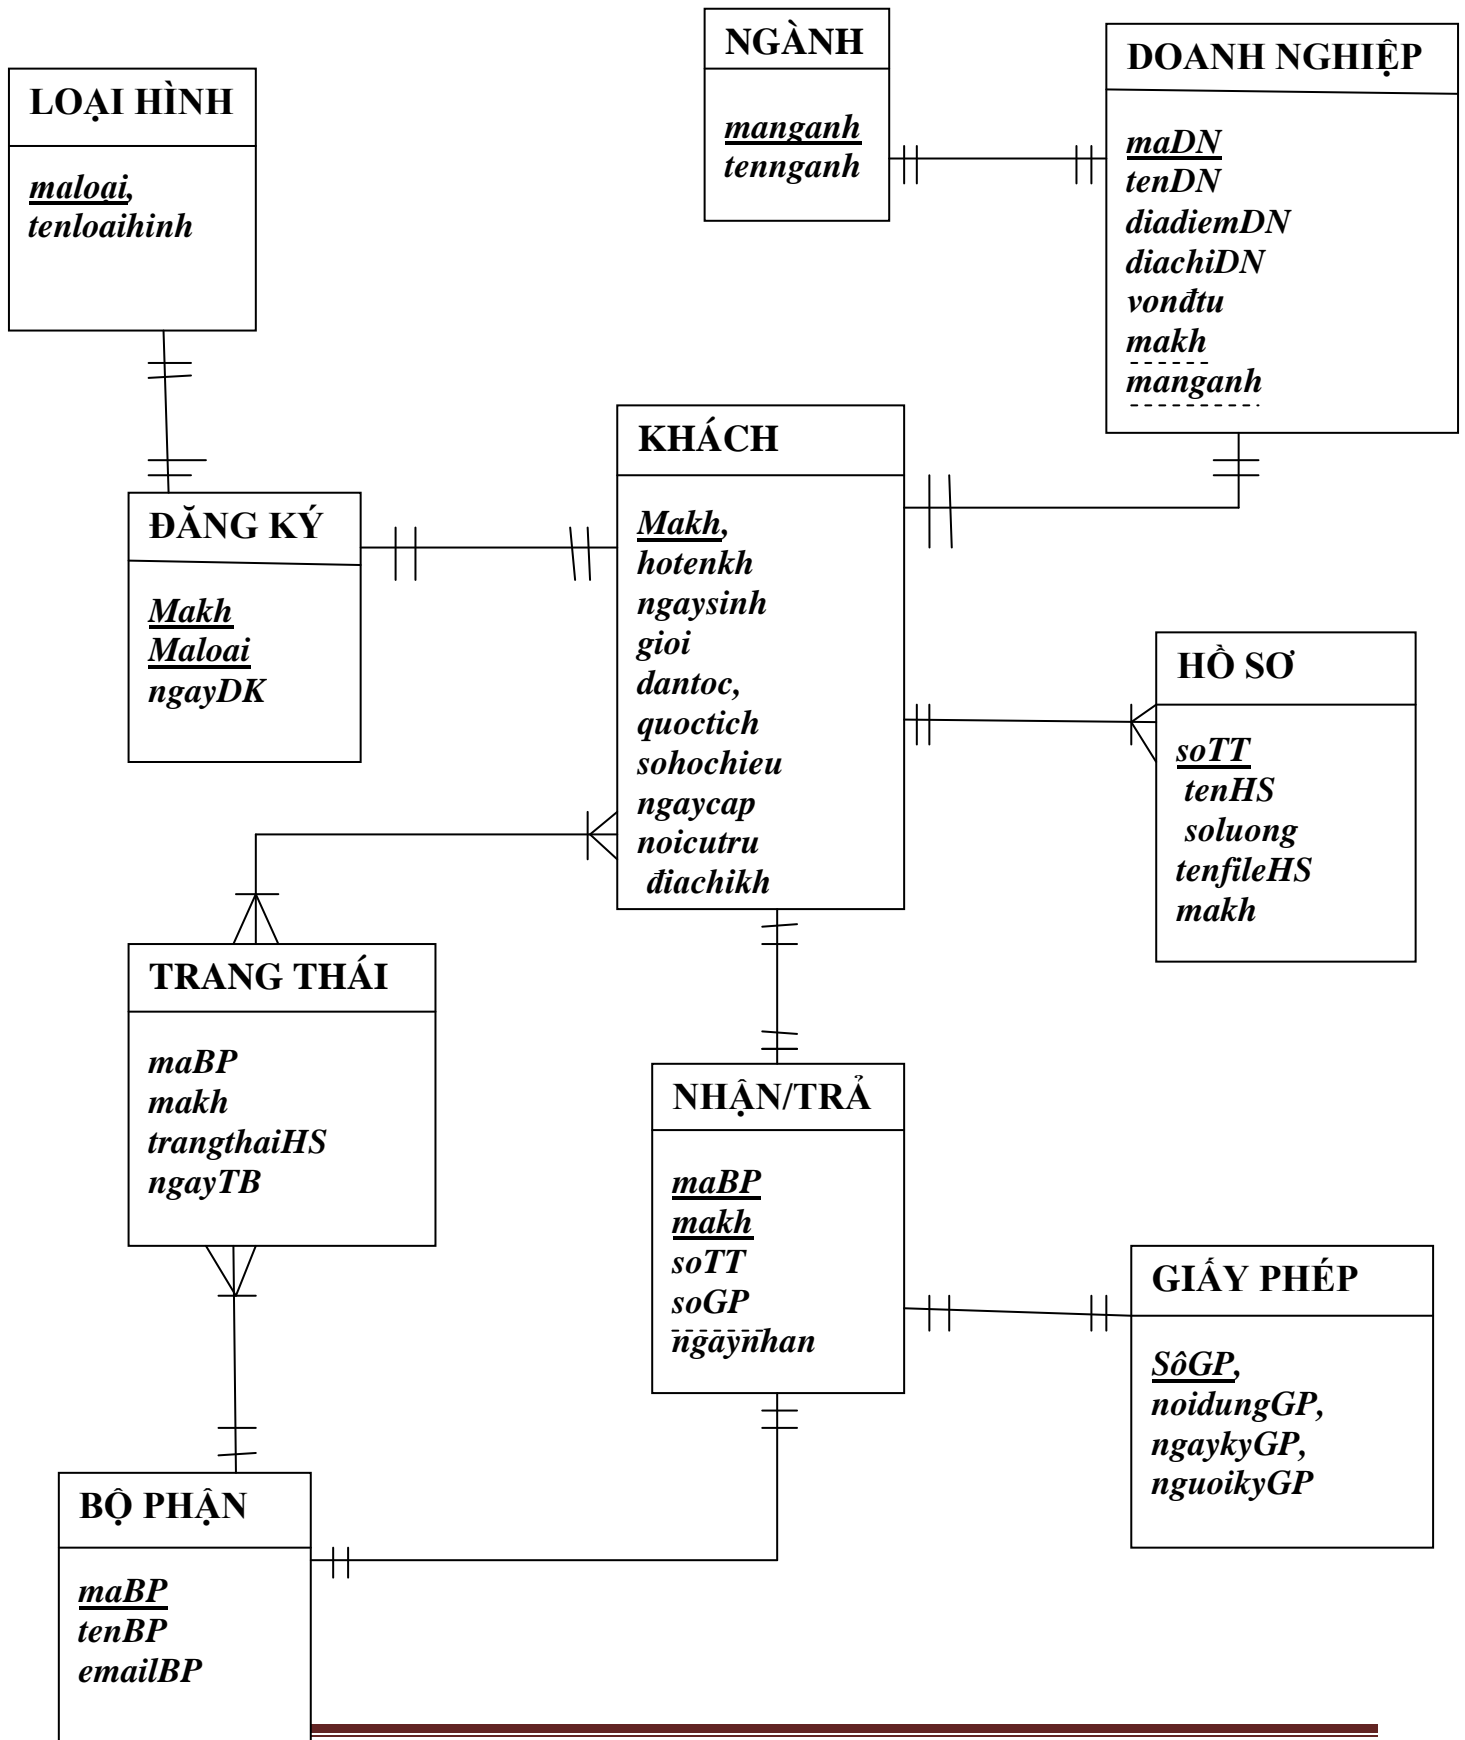 NGÀNH
manganh
tennganh
DOANH NGHIỆP
maDN
tenDN
diadiemDN
diachiDN
vonđtu
makh
manganh
LOẠI HÌNH
maloại,
tenloaihinh
ĐĂNG KÝ
Makh
Maloai
ngayDK
KHÁCH
Makh,
hotenkh
ngaysinh
gioi
dantoc,
quoctich
sohochieu
ngaycap
noicutru
điachikh
HỒ SƠ
soTT
tenHS
soluong
tenfileHS
makh
TRANG THÁI
maBP
makh
trangthaiHS
ngayTB
NHẬN/TRẢ
maBP
makh
soTT
soGP
ngaynhan
GIẤY PHÉP
SôGP,
noidungGP,
ngaykyGP,
nguoikyGP
BỘ PHẬN
maBP
tenBP
emailBP